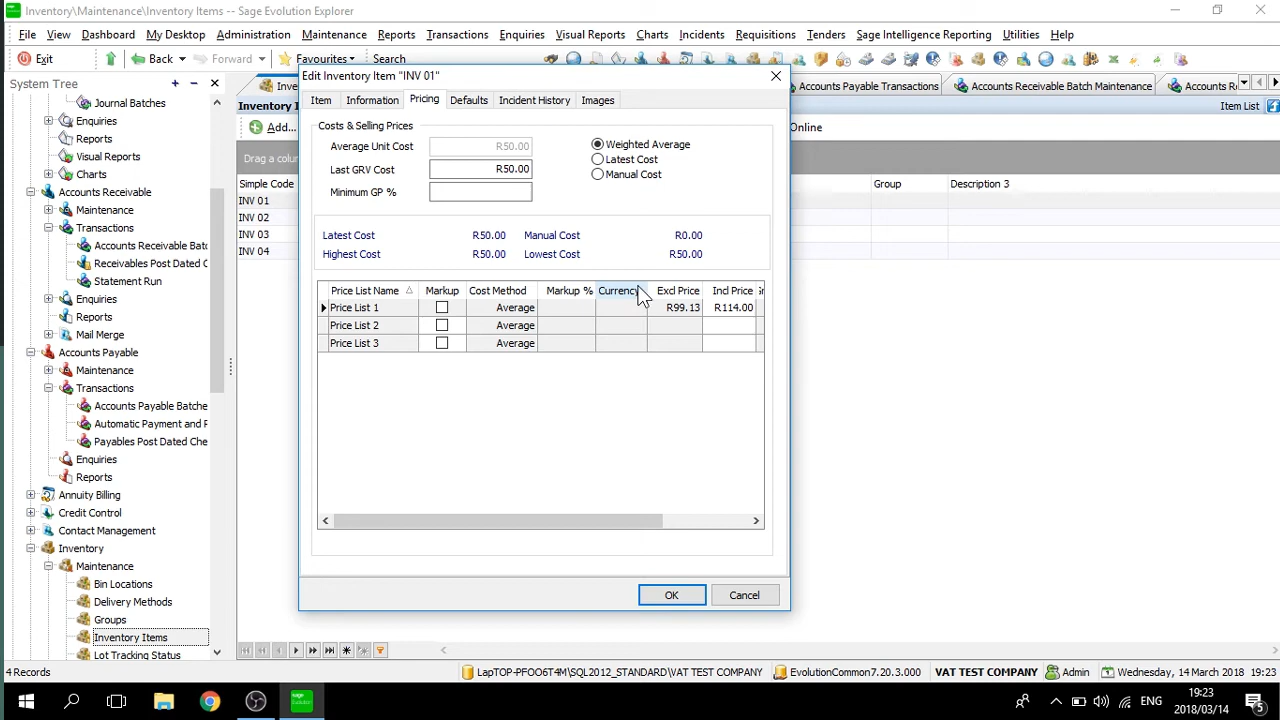 Inventory\Maintenance\Inventory Items -- Sage Evolution Explorer
File View Dashboard My Desktop Administration Maintenance Reports Transactions Enquiries Visual Reports Charts Incidents Requisitions Tenders Sage Intelligence Reporting Utilities Help
Exit Back Forward Favourites Search
System Tree
Accounts Payable Transactions
Accounts Receivable Batch Maintenance
Item List
Add...
Online
Drag a
Simple Code Group Description 3
INV 01
INV 02
INV 03
INV 04
Journal Batches
Enquiries
Reports
Visual Reports
Charts
Accounts Receivable
Maintenance
Transactions
Accounts Receivable Batc
Receivables Post Dated C
Statement Run
Enquiries
Reports
Mail Merge
Accounts Payable
Maintenance
Transactions
Accounts Payable Batche
Automatic Payment and R
Payables Post Dated Che
Enquiries
Reports
Annuity Billing
Credit Control
Contact Management
Inventory
Maintenance
Bin Locations
Delivery Methods
Groups
Inventory Items
Lot Tracking Status
Edit Inventory Item "INV 01"
Item Information Pricing Defaults Incident History Images
Costs & Selling Prices
Average Unit Cost R50.00
Last GRV Cost R50.00
Minimum GP %
Weighted Average
Latest Cost
Manual Cost
Latest Cost R50.00 Manual Cost R0.00
Highest Cost R50.00 Lowest Cost R50.00
Price List Name Markup Cost Method Markup % Currency Excl Price Incl Price
Price List 1 Average R99.13 R114.00
Price List 2 Average
Price List 3 Average
OK Cancel
4 Records LapTOP-PFOO6T4M\SQL2012_STANDARD\VAT TEST COMPANY EvolutionCommon7.20.3.000 VAT TEST COMPANY Admin Wednesday, 14 March 2018 19:23
ENG
19:23
2018/03/14
5